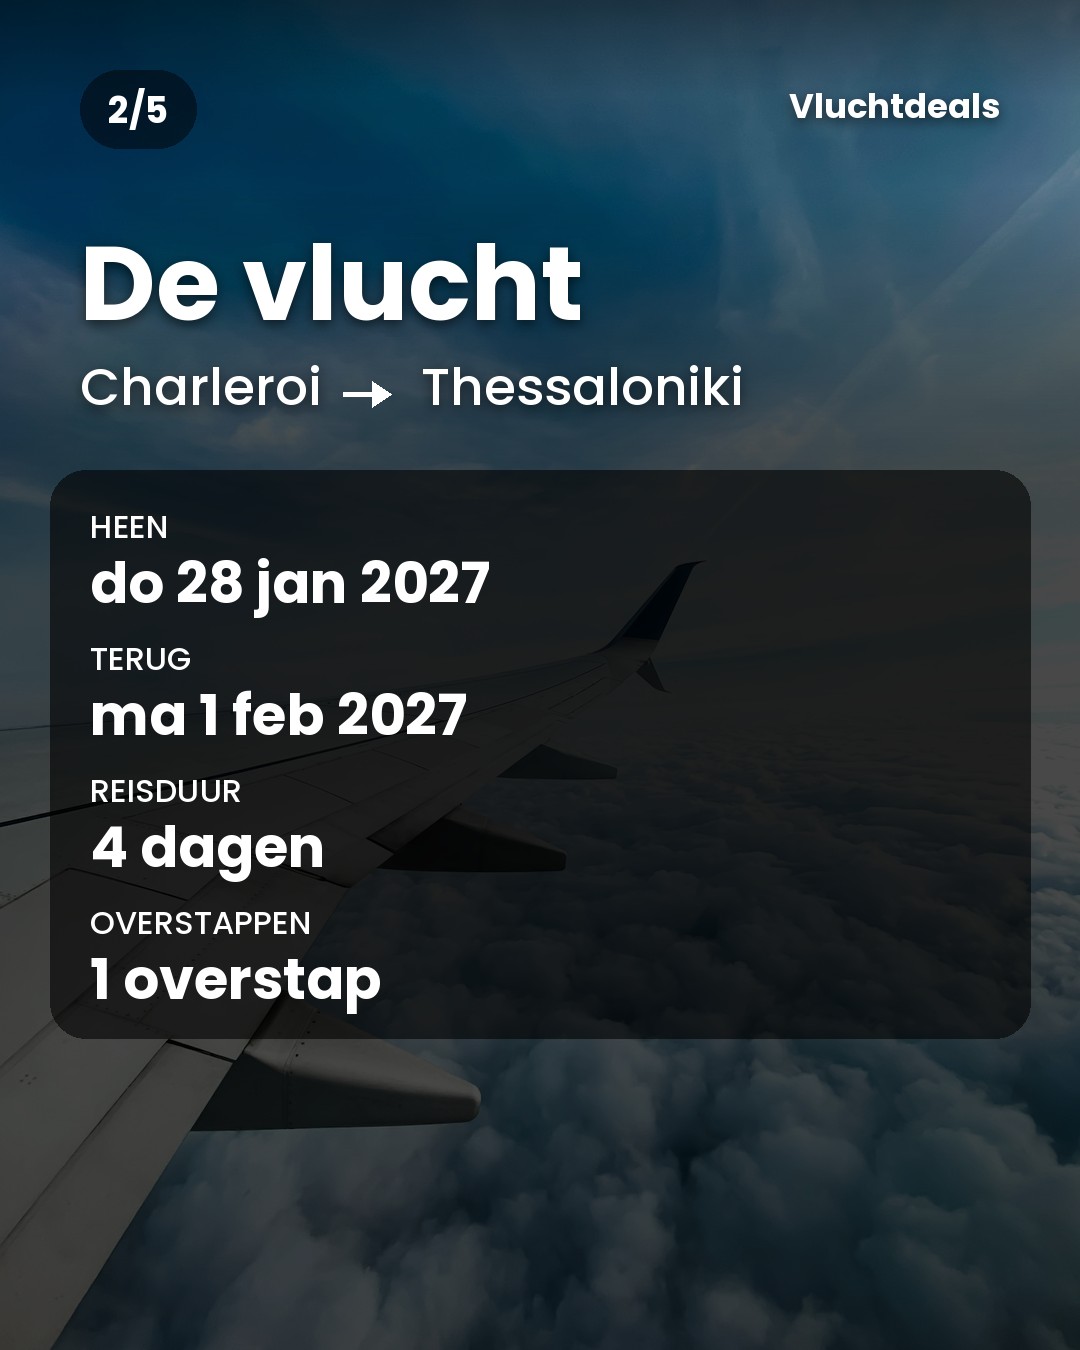 2/5
Vluchtdeals
De vlucht
Charleroi → Thessaloniki
HEEN
do 28 jan 2027
TERUG
ma 1 feb 2027
REISDUUR
4 dagen
OVERSTAPPEN
1 overstap